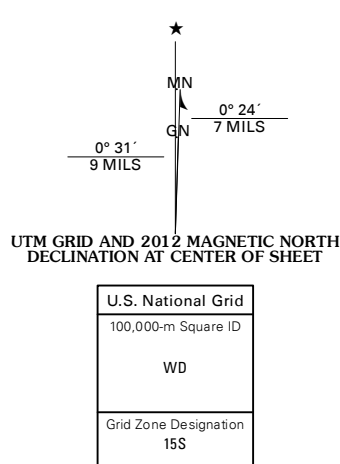 MN
0° 24´
7 MILS
GN
0° 31´
9 MILS
UTM GRID AND 2012 MAGNETIC NORTH
DECLINATION AT CENTER OF SHEET
U.S. National Grid
100,000-m Square ID
WD
Grid Zone Designation
15S